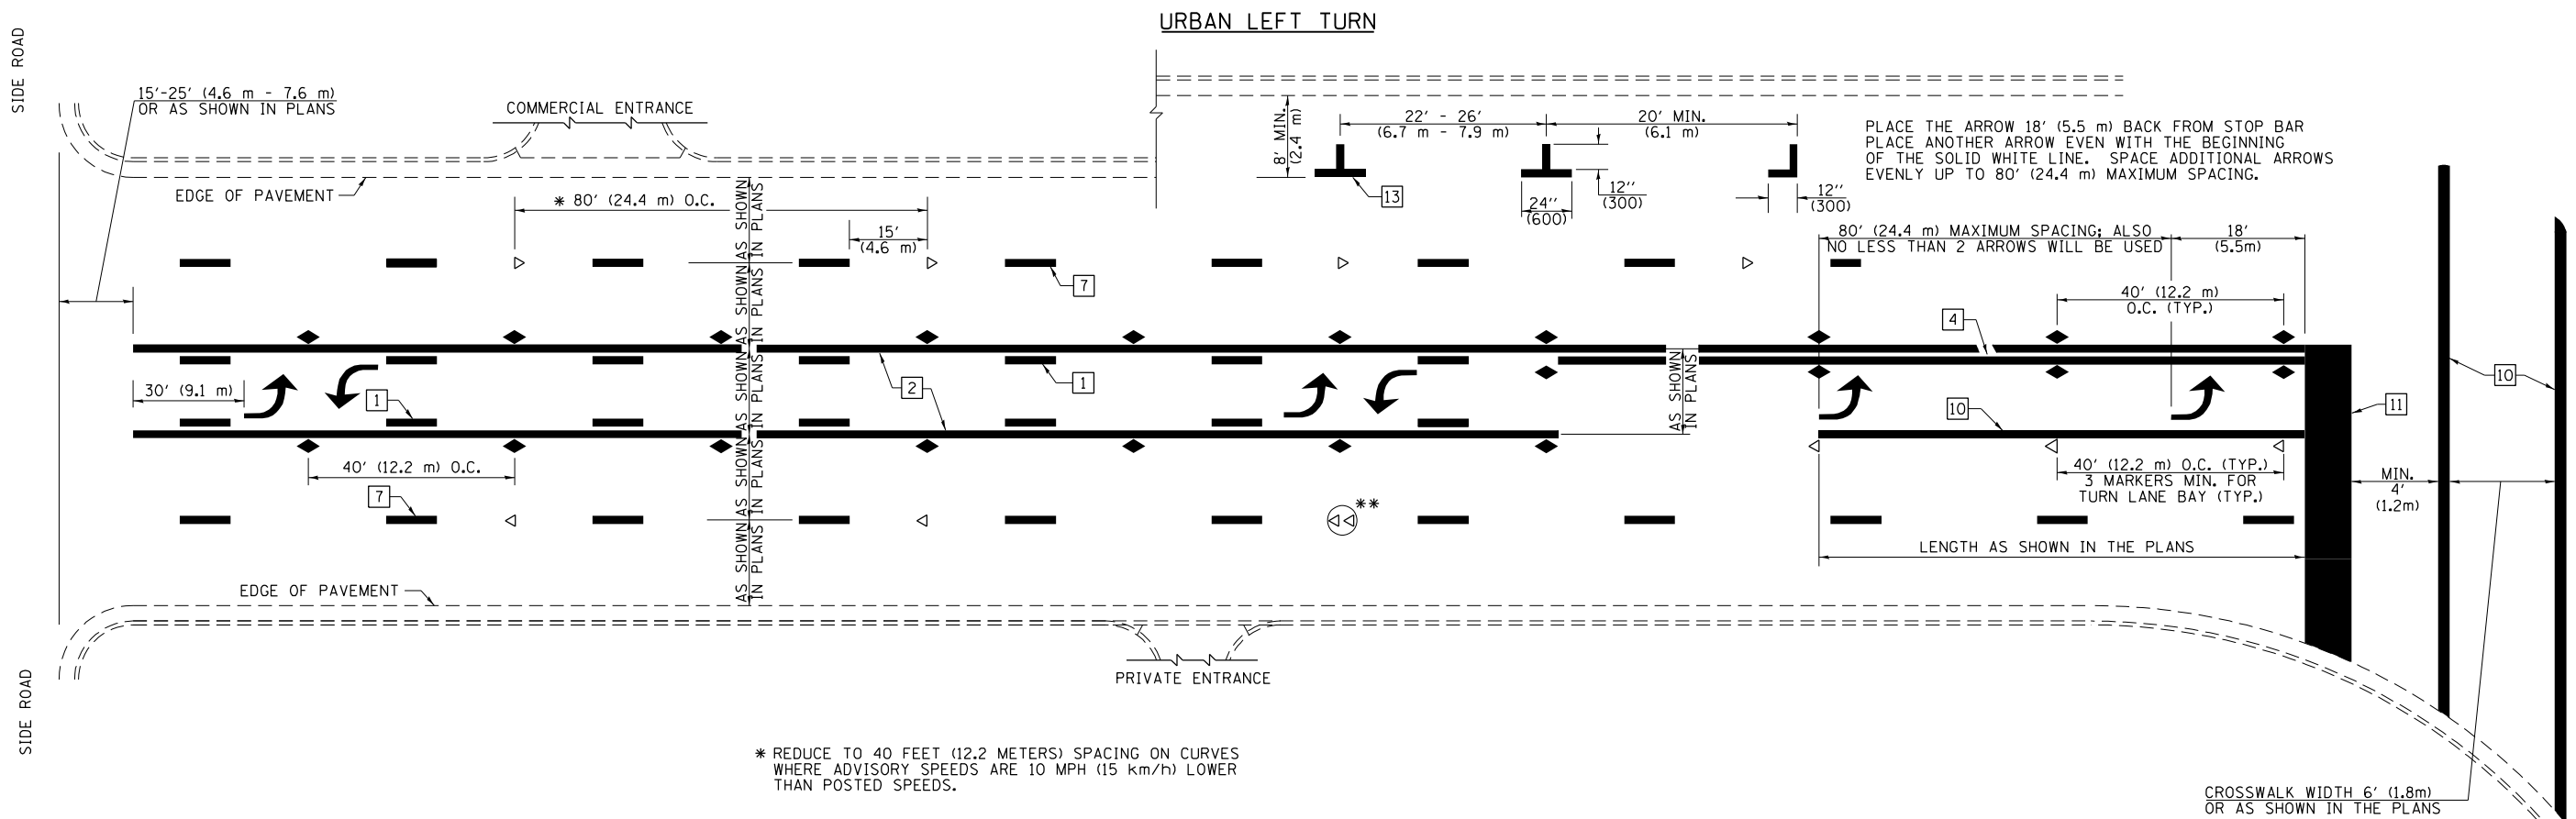 URBAN LEFT TURN
SIDE ROAD
15'-25' (4.6 m - 7.6 m)
OR AS SHOWN IN PLANS
COMMERCIAL ENTRANCE
EDGE OF PAVEMENT
* 80' (24.4 m) O.C.
15'
(4.6 m)
8' MIN.
(2.4 m)
22' - 26'
(6.7 m - 7.9 m)
20' MIN.
(6.1 m)
13
24''
(600)
12''
(300)
12''
(300)
PLACE THE ARROW 18' (5.5 m) BACK FROM STOP BAR
PLACE ANOTHER ARROW EVEN WITH THE BEGINNING
OF THE SOLID WHITE LINE. SPACE ADDITIONAL ARROWS
EVENLY UP TO 80' (24.4 m) MAXIMUM SPACING.
80' (24.4 m) MAXIMUM SPACING; ALSO
NO LESS THAN 2 ARROWS WILL BE USED
18'
(5.5m)
7
40' (12.2 m)
O.C. (TYP.)
4
AS SHOWN
IN PLANS
AS SHOWN
IN PLANS
AS SHOWN
IN PLANS
AS SHOWN
IN PLANS
AS SHOWN
IN PLANS
30' (9.1 m)
1
2
1
AS SHOWN
IN PLANS
10
11
10
40' (12.2 m) O.C.
7
**
40' (12.2 m) O.C. (TYP.)
3 MARKERS MIN. FOR
TURN LANE BAY (TYP.)
MIN.
4'
(1.2m)
LENGTH AS SHOWN IN THE PLANS
EDGE OF PAVEMENT
PRIVATE ENTRANCE
SIDE ROAD
* REDUCE TO 40 FEET (12.2 METERS) SPACING ON CURVES
WHERE ADVISORY SPEEDS ARE 10 MPH (15 km/h) LOWER
THAN POSTED SPEEDS.
CROSSWALK WIDTH 6' (1.8m)
OR AS SHOWN IN THE PLANS